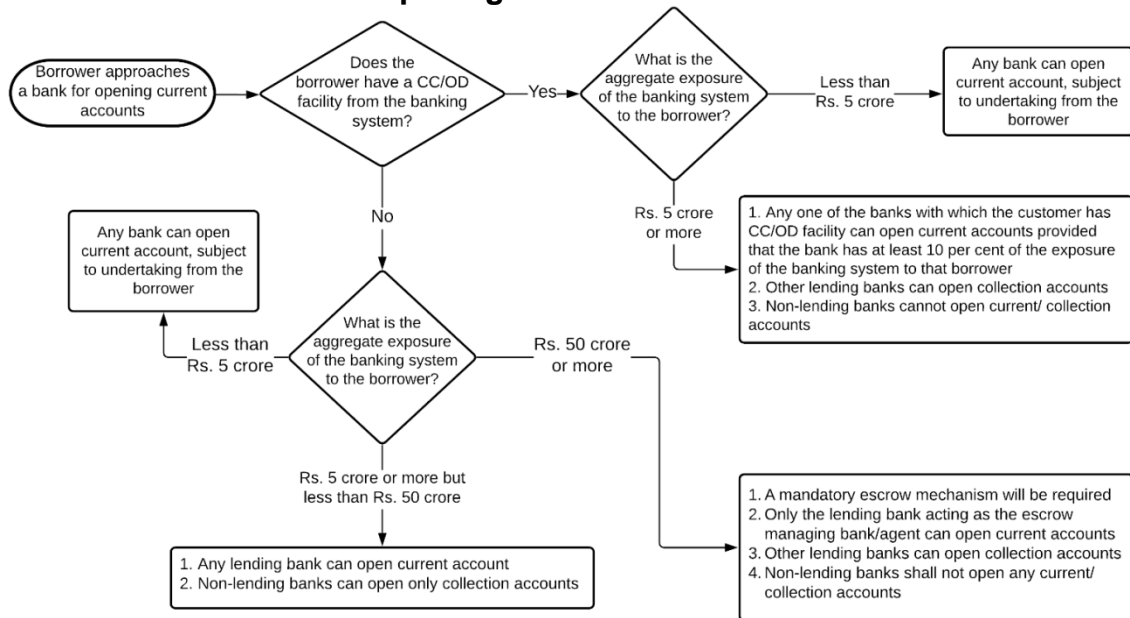 Borrower approaches
a bank for opening current
accounts
Does the
borrower have a CC/OD
facility from the banking
system?
Yes
What is the
aggregate exposure
of the banking system
to the borrower?
Less than
Rs. 5 crore
Any bank can open
current account, subject
to undertaking from the
borrower
No
Rs. 5 crore
or more
1. Any one of the banks with which the customer has
CC/OD facility can open current accounts provided
that the bank has at least 10 per cent of the exposure
of the banking system to that borrower
2. Other lending banks can open collection accounts
3. Non-lending banks cannot open current/ collection
accounts
Any bank can open
current account, subject
to undertaking from the
borrower
Less than
Rs. 5 crore
What is the
aggregate exposure
of the banking system
to the borrower?
Rs. 50 crore
or more
Rs. 5 crore or more but
less than Rs. 50 crore
1. Any lending bank can open current account
2. Non-lending banks can open only collection accounts
1. A mandatory escrow mechanism will be required
2. Only the lending bank acting as the escrow
managing bank/agent can open current accounts
3. Other lending banks can open collection accounts
4. Non-lending banks shall not open any current/
collection accounts